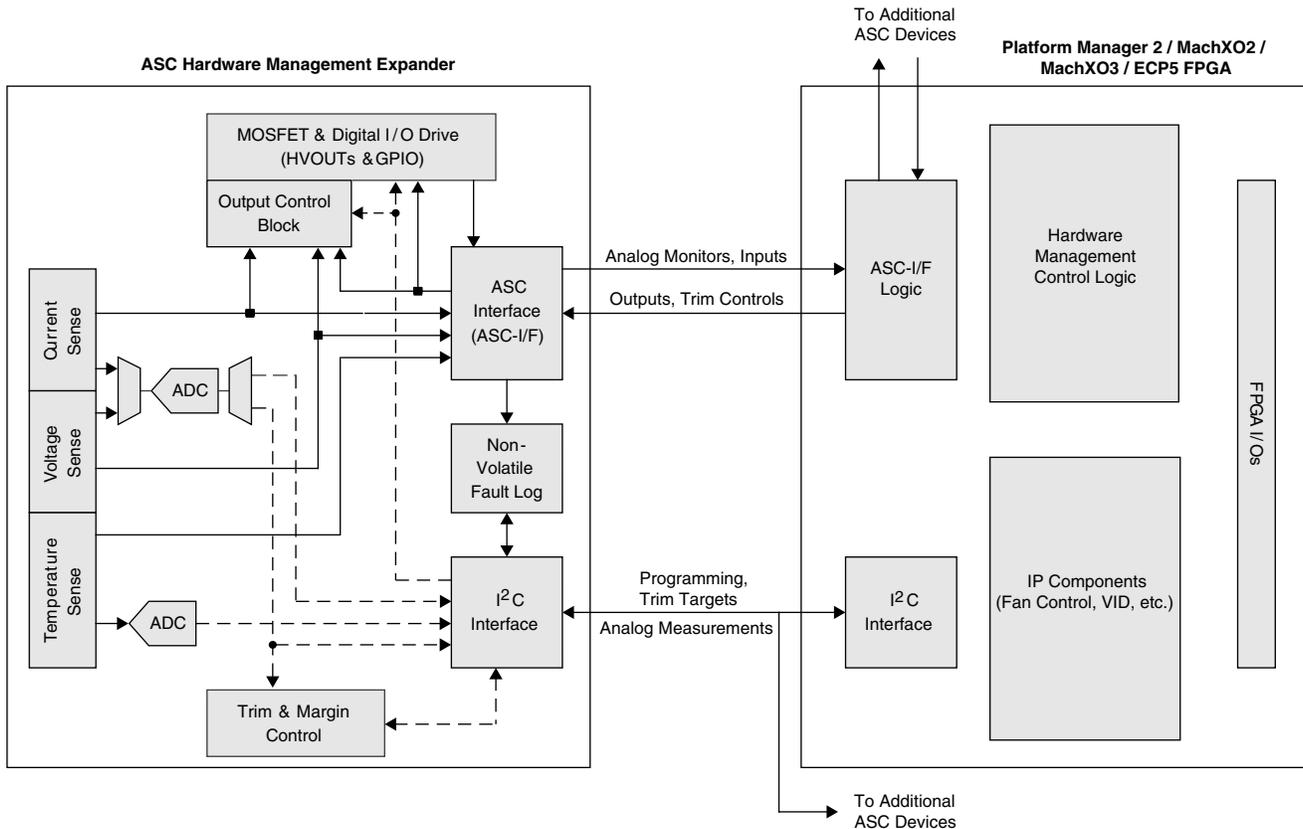 To Additional
ASC Devices
ASC Hardware Management Expander
Platform Manager 2 / MachXO2 /
MachXO3 / ECP5 FPGA
MOSFET & Digital I/O Drive
(HVOUTs & GPIO)
Output Control
Block
ASC
Interface
(ASC-I/F)
Current
Sense
ADC
Voltage
Sense
Non-
Volatile
Fault Log
Temperature
Sense
ADC
I2C
Interface
Trim & Margin
Control
Analog Monitors, Inputs
Outputs, Trim Controls
Programming,
Trim Targets
Analog Measurements
ASC-I/F
Logic
Hardware
Management
Control Logic
FPGA I/Os
I2C
Interface
IP Components
(Fan Control, VID, etc.)
To Additional
ASC Devices